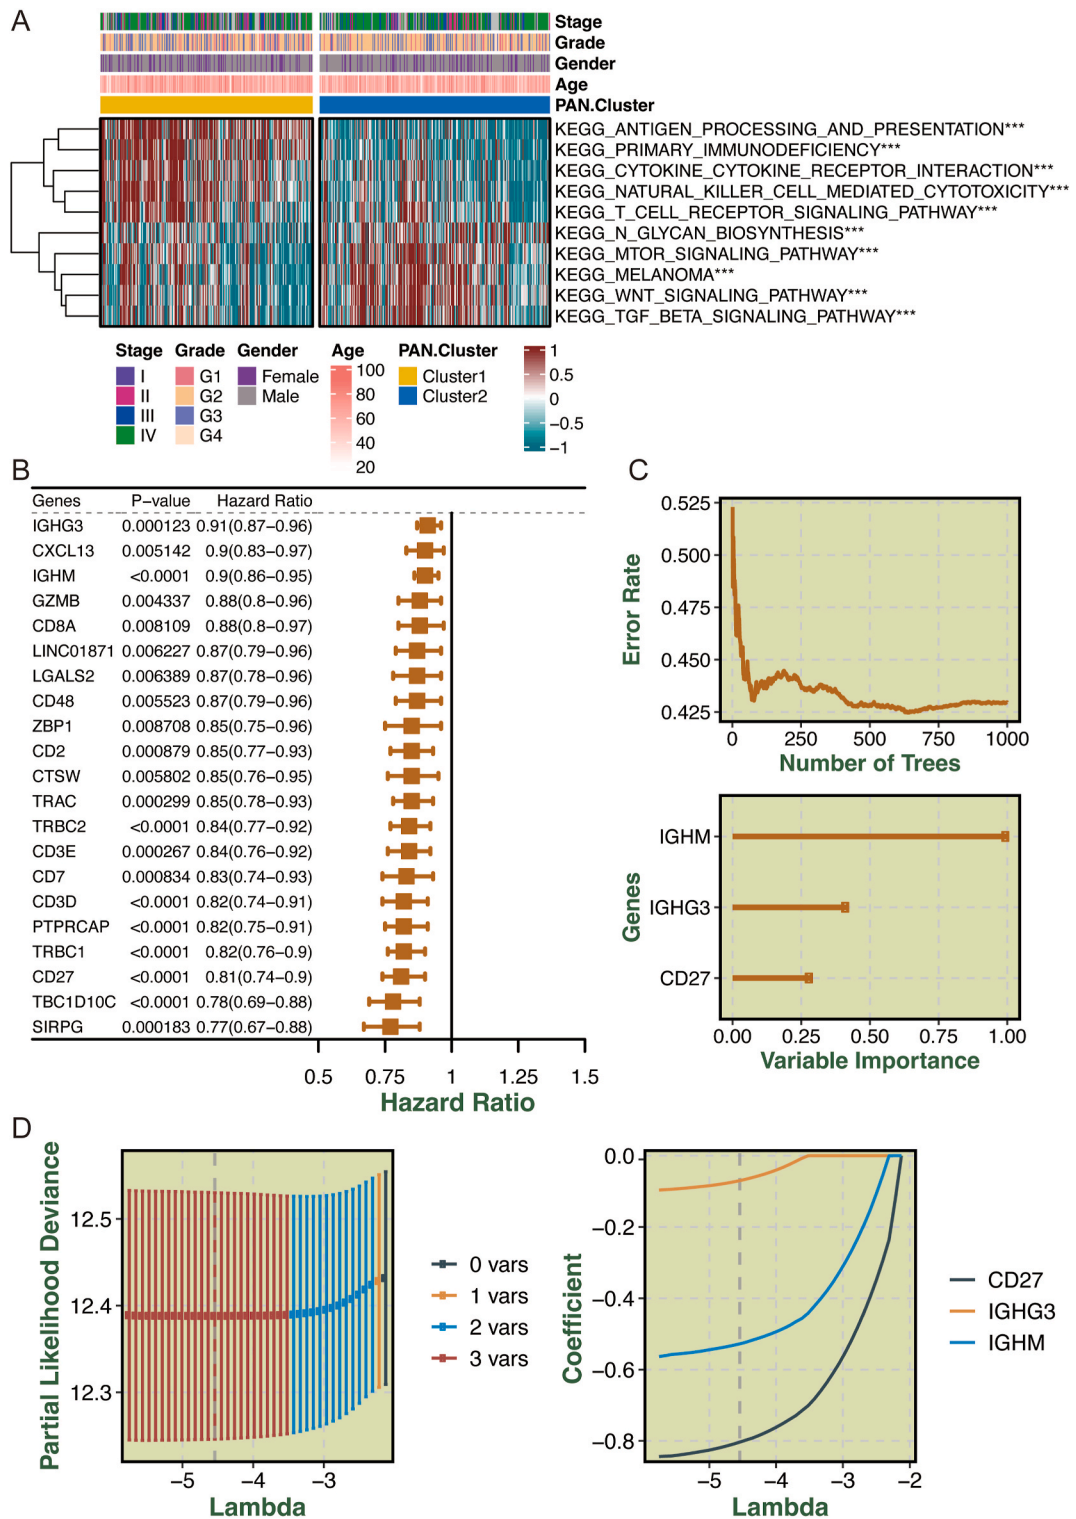 A
Stage
Grade
Gender
Age
PAN.Cluster
KEGG_ANTIGEN_PROCESSING_AND_PRESENTATION***
KEGG_PRIMARY_IMMUNODEFICIENCY***
KEGG_CYTOKINE_CYTOKINE_RECEPTOR_INTERACTION***
KEGG_NATURAL_KILLER_CELL_MEDIATED_CYTOTOXICITY***
KEGG_T_CELL_RECEPTOR_SIGNALING_PATHWAY***
KEGG_N_GLYCAN_BIOSYNTHESIS***
KEGG_MTOR_SIGNALING_PATHWAY***
KEGG_MELANOMA***
KEGG_WNT_SIGNALING_PATHWAY***
KEGG_TGF_BETA_SIGNALING_PATHWAY***
Stage Grade Gender Age PAN.Cluster
I G1 Female 100 Cluster1 1
II G2 Male 80 Cluster2 0.5
III G3 60 0
IV G4 40 −0.5
20 −1
B
Genes P−value Hazard Ratio
IGHG3 0.000123 0.91(0.87−0.96)
CXCL13 0.005142 0.9(0.83−0.97)
IGHM <0.0001 0.9(0.86−0.95)
GZMB 0.004337 0.88(0.8−0.96)
CD8A 0.008109 0.88(0.8−0.97)
LINC01871 0.006227 0.87(0.79−0.96)
LGALS2 0.006389 0.87(0.78−0.96)
CD48 0.005523 0.87(0.79−0.96)
ZBP1 0.008708 0.85(0.75−0.96)
CD2 0.000879 0.85(0.77−0.93)
CTSW 0.005802 0.85(0.76−0.95)
TRAC 0.000299 0.85(0.78−0.93)
TRBC2 <0.0001 0.84(0.77−0.92)
CD3E 0.000267 0.84(0.76−0.92)
CD7 0.000834 0.83(0.74−0.93)
CD3D <0.0001 0.82(0.74−0.91)
PTPRCAP <0.0001 0.82(0.75−0.91)
TRBC1 <0.0001 0.82(0.76−0.9)
CD27 <0.0001 0.81(0.74−0.9)
TBC1D10C <0.0001 0.78(0.69−0.88)
SIRPG 0.000183 0.77(0.67−0.88)
0.5 0.75 1 1.25 1.5
Hazard Ratio
C
Error Rate
0.525
0.500
0.475
0.450
0.425
0 250 500 750 1000
Number of Trees
Genes
IGHM
IGHG3
CD27
0.00 0.25 0.50 0.75 1.00
Variable Importance
D
Partial Likelihood Deviance
12.5
12.4
12.3
−5 −4 −3
Lambda
0 vars
1 vars
2 vars
3 vars
Coefficient
0.0
−0.2
−0.4
−0.6
−0.8
−5 −4 −3 −2
Lambda
CD27
IGHG3
IGHM